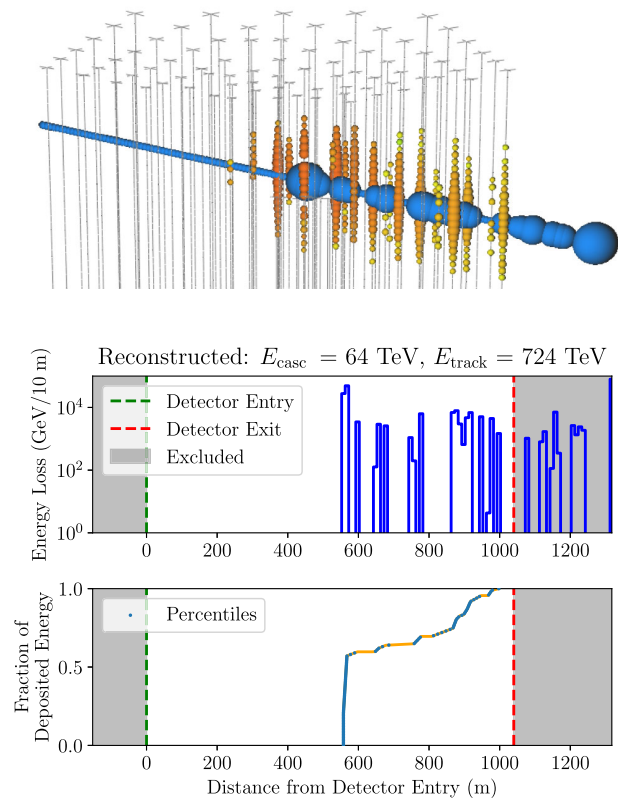 Reconstructed: E_casc = 64 TeV, E_track = 724 TeV
Energy Loss (GeV/10 m)
10^4
10^2
10^0
Detector Entry
Detector Exit
Excluded
0 200 400 600 800 1000 1200
Fraction of
Deposited Energy
1.0
0.5
0.0
Percentiles
0 200 400 600 800 1000 1200
Distance from Detector Entry (m)